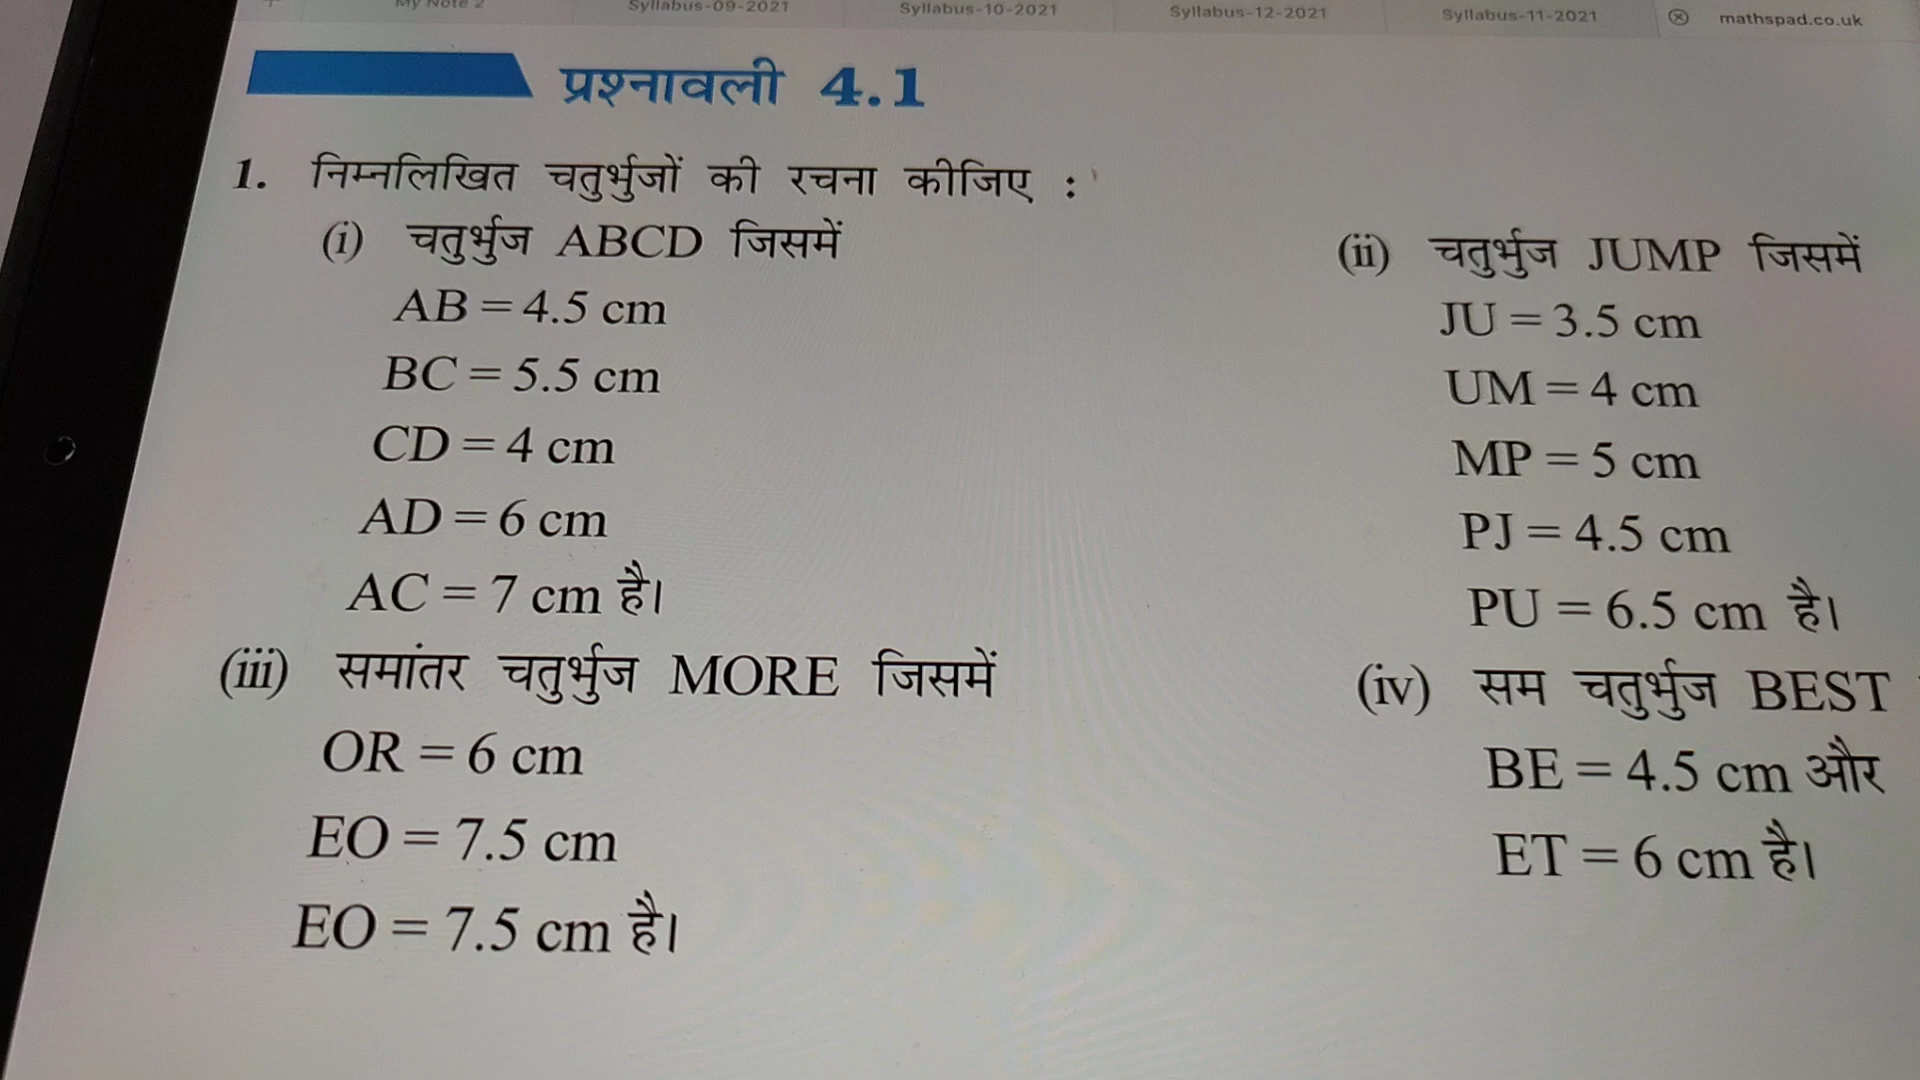 My Note 2
Syllabus-09-2021
Syllabus-10-2021
Syllabus-12-2021
Syllabus-11-2021
mathspad.co.uk
प्रश्नावली 4.1
1. निम्नलिखित चतुर्भुजों की रचना कीजिए :
(i) चतुर्भुज ABCD जिसमें
AB = 4.5 cm
BC = 5.5 cm
CD = 4 cm
AD = 6 cm
AC = 7 cm है।
(ii) चतुर्भुज JUMP जिसमें
JU = 3.5 cm
UM = 4 cm
MP = 5 cm
PJ = 4.5 cm
PU = 6.5 cm है।
(iii) समांतर चतुर्भुज MORE जिसमें
OR = 6 cm
EO = 7.5 cm
EO = 7.5 cm है।
(iv) सम चतुर्भुज BEST
BE = 4.5 cm और
ET = 6 cm है।